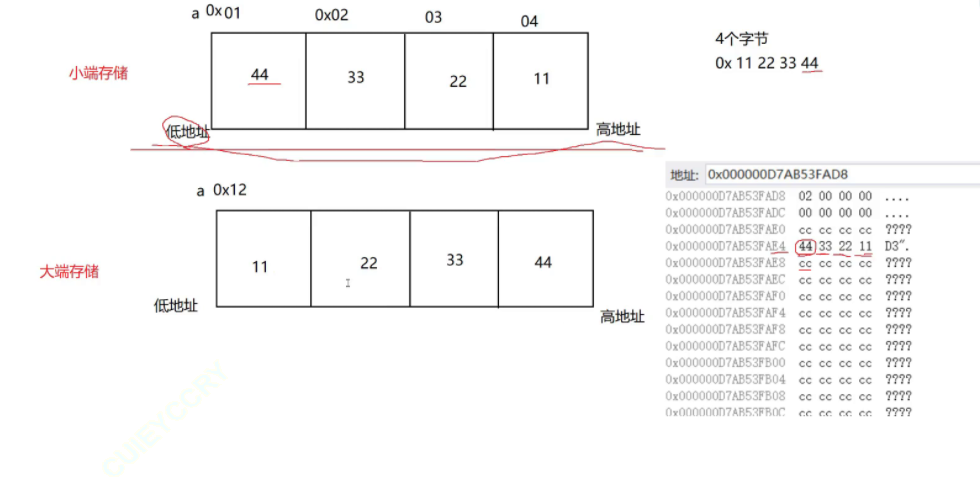 a 0x01 0x02 03 04
小端存储
44 33 22 11
低地址 高地址
4个字节
0x 11 22 33 44
a 0x12
大端存储
11 22 33 44
低地址 高地址
地址: 0x000000D7AB53FAD8
0x000000D7AB53FAD8 02 00 00 00 ....
0x000000D7AB53FADC 00 00 00 00 ....
0x000000D7AB53FAE0 cc cc cc cc ????
0x000000D7AB53FAE4 44 33 22 11 D3".
0x000000D7AB53FAE8 cc cc cc cc ????
0x000000D7AB53FAEC cc cc cc cc ????
0x000000D7AB53FAF0 cc cc cc cc ????
0x000000D7AB53FAF4 cc cc cc cc ????
0x000000D7AB53FAF8 cc cc cc cc ????
0x000000D7AB53FAFC cc cc cc cc ????
0x000000D7AB53FB00 cc cc cc cc ????
0x000000D7AB53FB04 cc cc cc cc ????
0x000000D7AB53FB08 cc cc cc cc ????
0x000000D7AB53FB0C cc cc cc cc ????